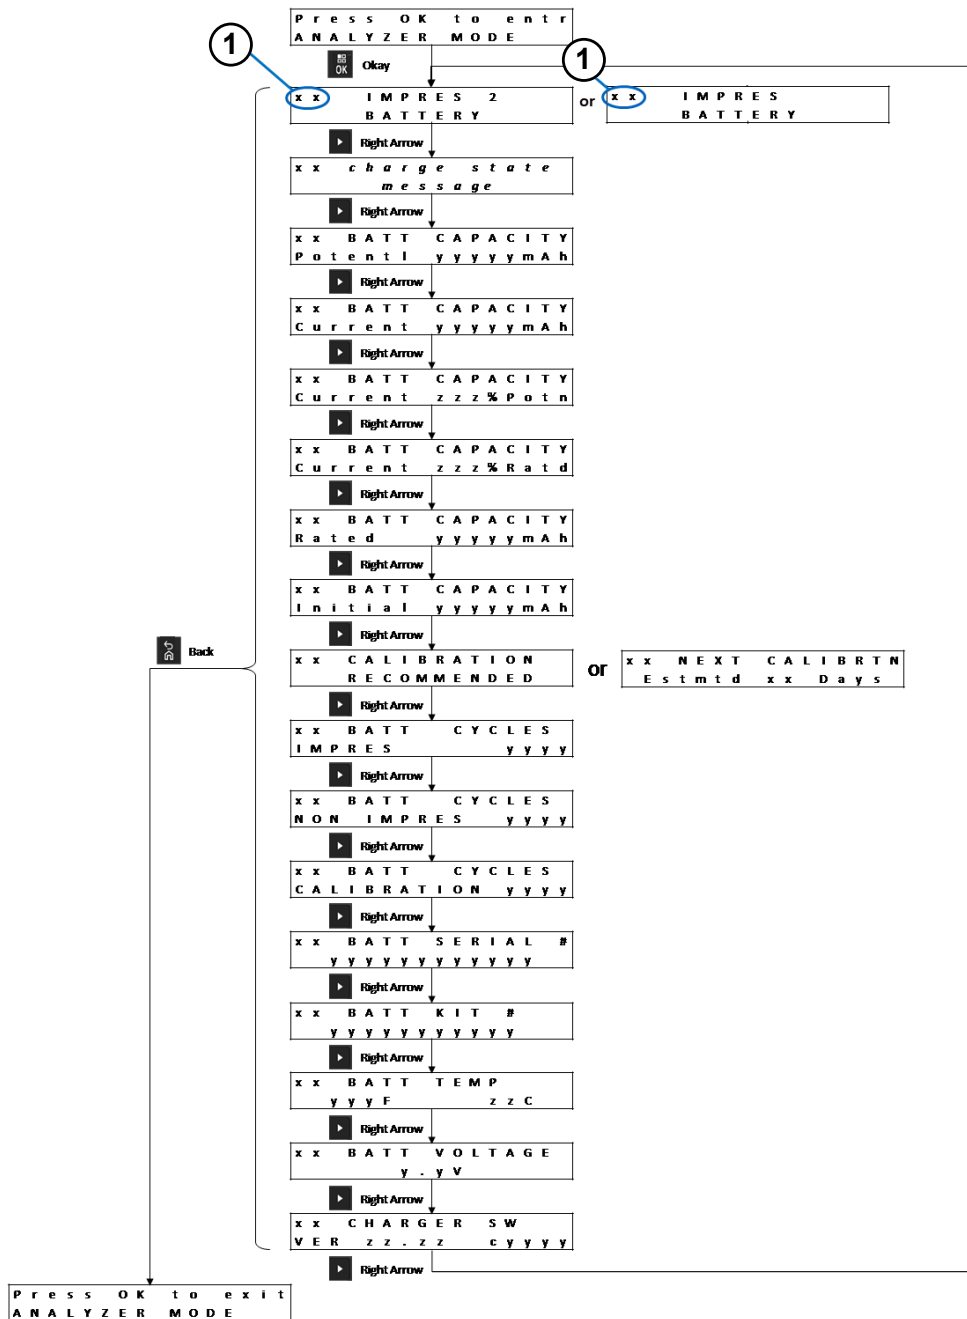 Press OK to entr
ANALYZER MODE
1
OK Okay
1
xx IMPRES 2
BATTERY
or
xx IMPRES
BATTERY
Right Arrow
xx charge state
message
Right Arrow
xx BATT CAPACITY
Potentl yyyyymAh
Right Arrow
xx BATT CAPACITY
Current yyyyymAh
Right Arrow
xx BATT CAPACITY
Current zzz%Potn
Right Arrow
xx BATT CAPACITY
Current zzz%Ratd
Right Arrow
xx BATT CAPACITY
Rated yyyyymAh
Right Arrow
xx BATT CAPACITY
Initial yyyyymAh
Right Arrow
Back
xx CALIBRATION
RECOMMENDED
or
xx NEXT CALIBRTN
Estmtd xx Days
Right Arrow
xx BATT CYCLES
IMPRES yyyy
Right Arrow
xx BATT CYCLES
NON IMPRES yyyy
Right Arrow
xx BATT CYCLES
CALIBRATION yyyy
Right Arrow
xx BATT SERIAL #
yyyyyyyyyyyy
Right Arrow
xx BATT KIT #
yyyyyyyyyyy
Right Arrow
xx BATT TEMP
yyyF zzC
Right Arrow
xx BATT VOLTAGE
y.yV
Right Arrow
xx CHARGER SW
VER zz.zz cyyyy
Right Arrow
Press OK to exit
ANALYZER MODE